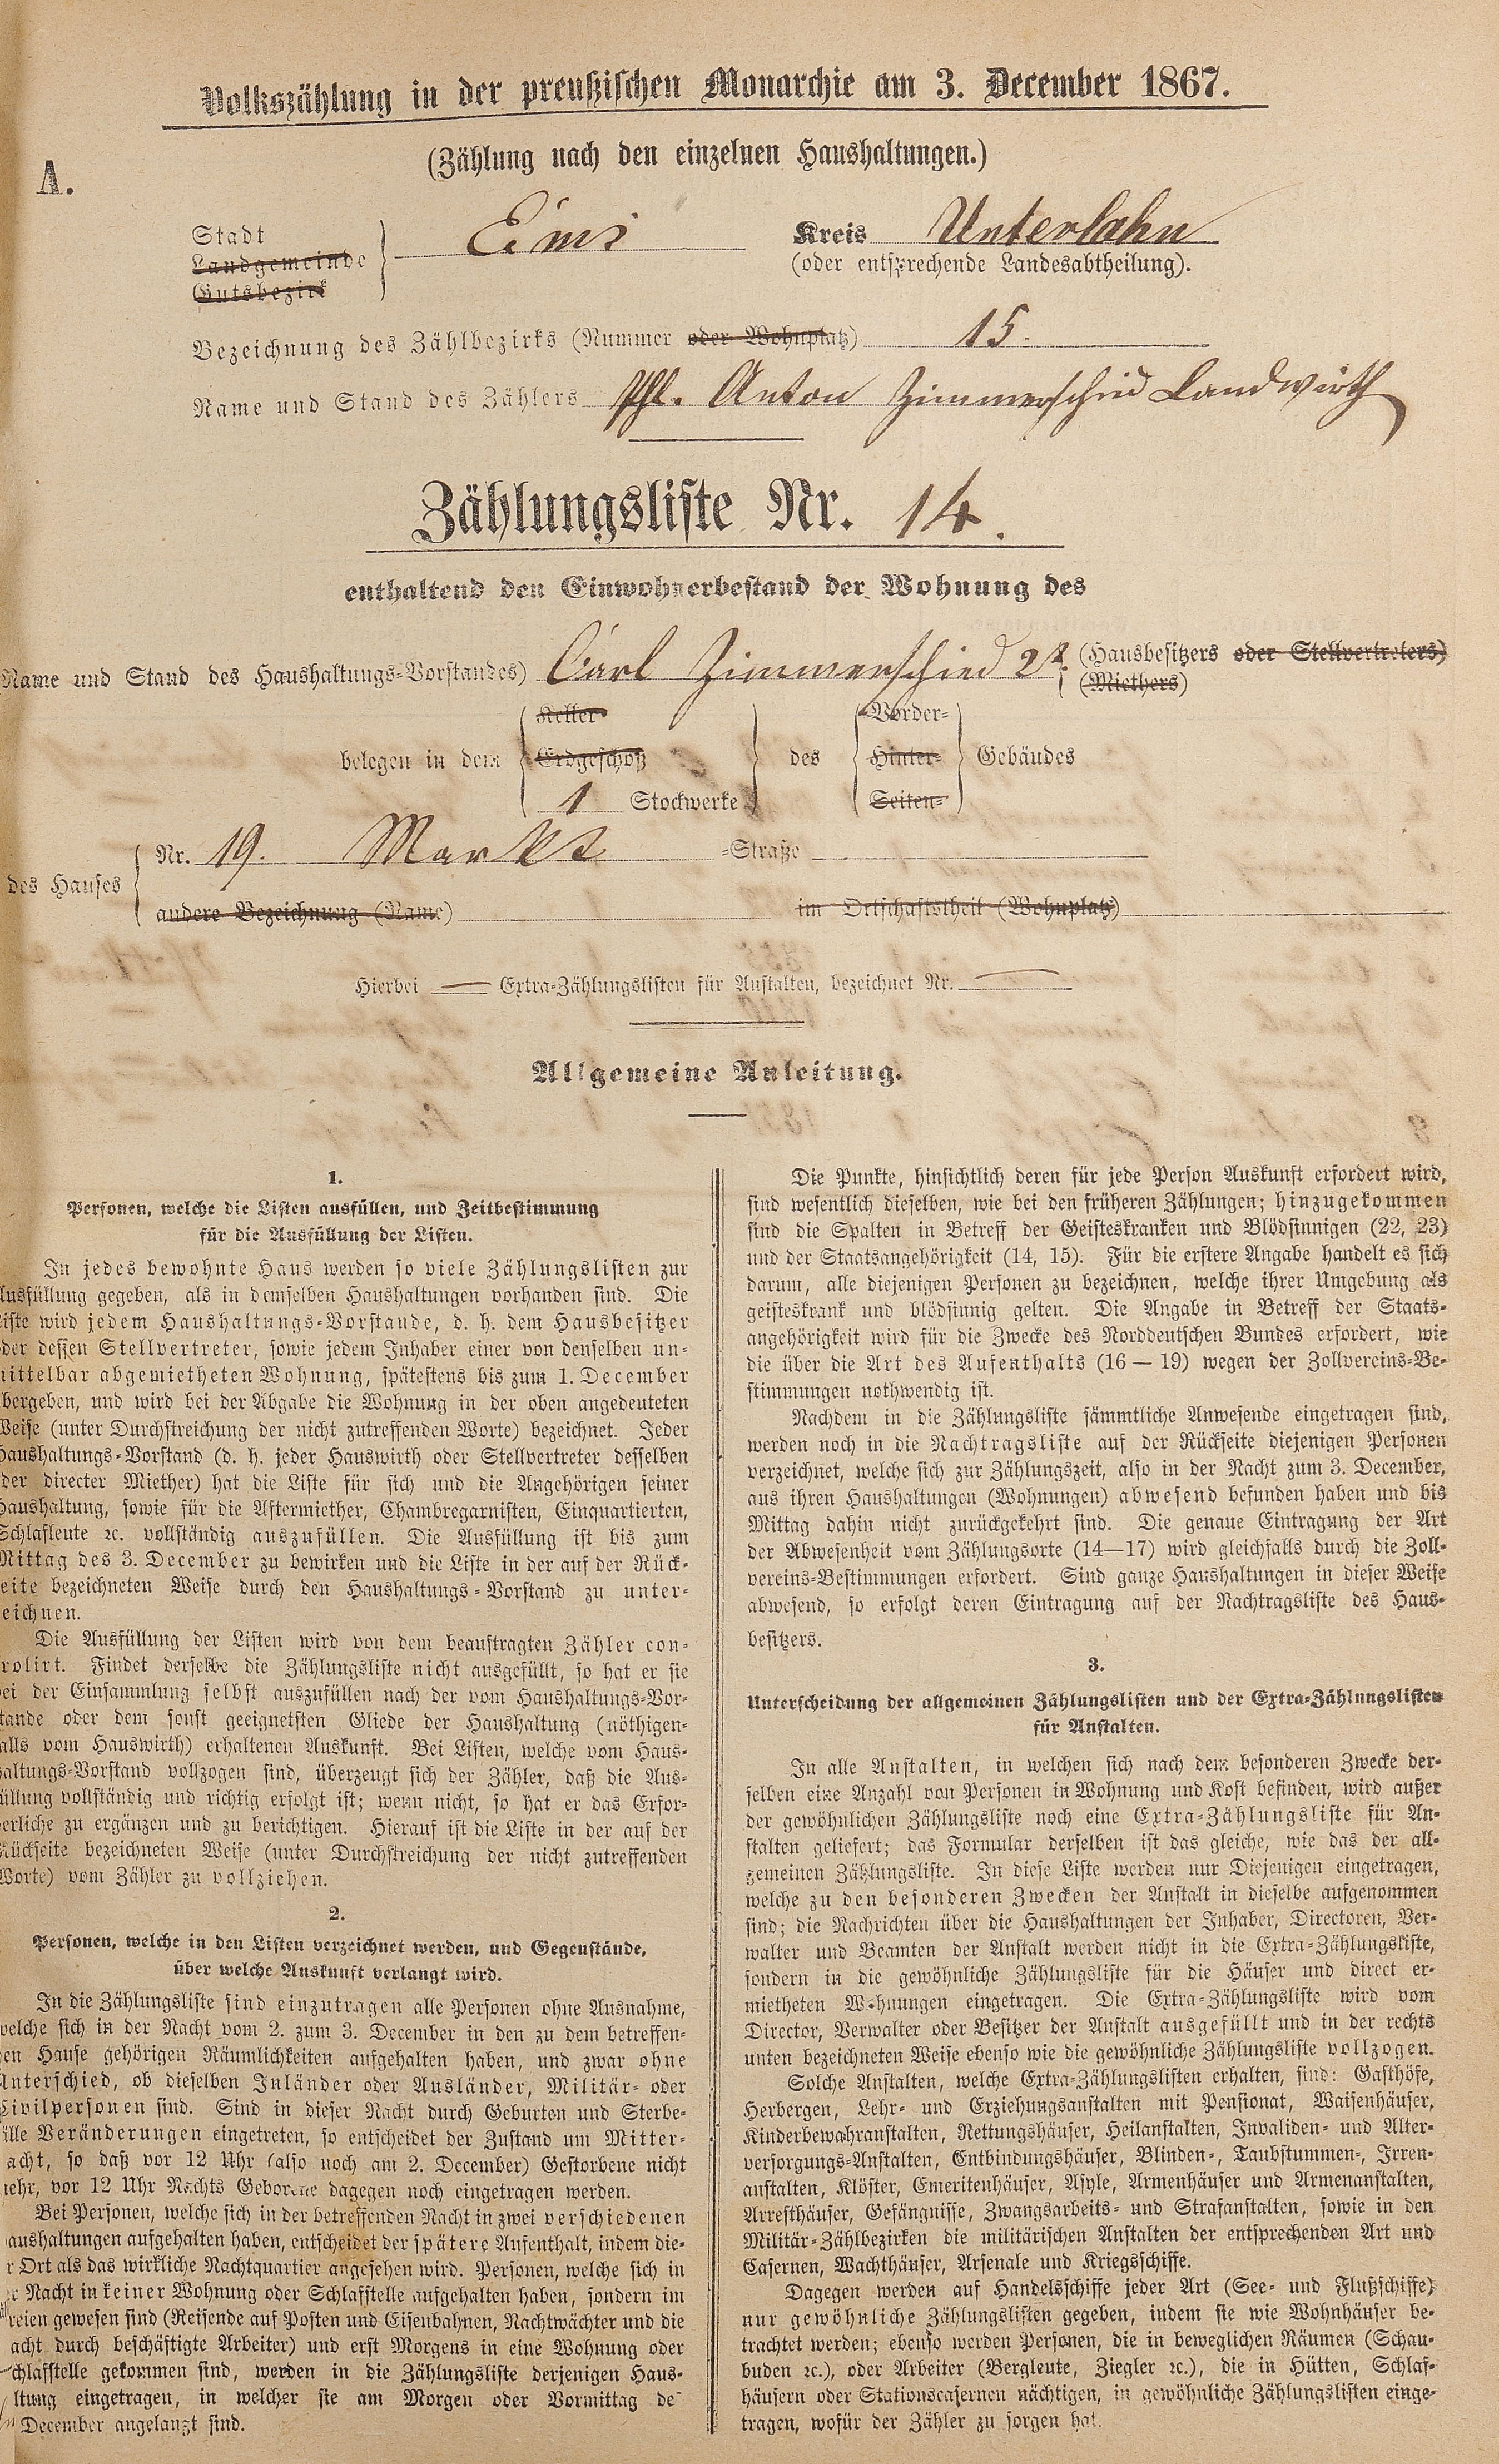 Volkszählung in der preußischen Monarchie am 3. December 1867.
(Zählung nach den einzelnen Haushaltungen.)
A.
Stadt
Landgemeinde
Gutsbezirk
Ems
Kreis Unterlahn
(oder entsprechende Landesabtheilung).
Bezeichnung des Zählbezirks (Nummer oder Wohnplatz) 15.
Name und Stand des Zählers Phl. Anton Zimmerschied Landwirth
Zählungsliste Nr. 14.
enthaltend den Einwohnerbestand der Wohnung des
Name und Stand des Haushaltungs-Vorstandes) Carl Zimmerschied 2t. (Hausbesitzers oder Stellvertreters)
(Miethers)
belegen in dem
Keller-
Erdgeschoß
1 Stockwerke
des
Vorder-
Hinter-
Seiten-
Gebäudes
des Hauses
Nr. 19. Markt -Straße
andere Bezeichnung (Name) im Ortschaftstheil (Wohnplatz)
Hierbei — Extra-Zählungslisten für Anstalten, bezeichnet Nr. —
Allgemeine Anleitung.
1.
Personen, welche die Listen ausfüllen, und Zeitbestimmung
für die Ausfüllung der Listen.
In jedes bewohnte Haus werden so viele Zählungslisten zur
Ausfüllung gegeben, als in demselben Haushaltungen vorhanden sind. Die
Liste wird jedem Haushaltungs-Vorstande, d. h. dem Hausbesitzer
oder dessen Stellvertreter, sowie jedem Inhaber einer von denselben un-
mittelbar abgemietheten Wohnung, spätestens bis zum 1. December
übergeben, und wird bei der Abgabe die Wohnung in der oben angedeuteten
Weise (unter Durchstreichung der nicht zutreffenden Worte) bezeichnet. Jeder
Haushaltungs-Vorstand (d. h. jeder Hauswirth oder Stellvertreter desselben
oder directer Miether) hat die Liste für sich und die Angehörigen seiner
Haushaltung, sowie für die Aftermiether, Chambregarnisten, Einquartierten,
Schlafleute ꝛc. vollständig auszufüllen. Die Ausfüllung ist bis zum
Mittag des 3. December zu bewirken und die Liste in der auf der Rück-
seite bezeichneten Weise durch den Haushaltungs-Vorstand zu unter-
zeichnen.
Die Ausfüllung der Listen wird von dem beauftragten Zähler con-
trolirt. Findet derselbe die Zählungsliste nicht ausgefüllt, so hat er sie
bei der Einsammlung selbst auszufüllen nach der vom Haushaltungs-Vor-
stande oder dem sonst geeignetsten Gliede der Haushaltung (nöthigen-
falls vom Hauswirth) erhaltenen Auskunft. Bei Listen, welche vom Haus-
haltungs-Vorstand vollzogen sind, überzeugt sich der Zähler, daß die Aus-
füllung vollständig und richtig erfolgt ist; wenn nicht, so hat er das Erfor-
derliche zu ergänzen und zu berichtigen. Hierauf ist die Liste in der auf der
Rückseite bezeichneten Weise (unter Durchstreichung der nicht zutreffenden
Worte) vom Zähler zu vollziehen.
2.
Personen, welche in den Listen verzeichnet werden, und Gegenstände,
über welche Auskunft verlangt wird.
In die Zählungsliste sind einzutragen alle Personen ohne Ausnahme,
welche sich in der Nacht vom 2. zum 3. December in den zu dem betreffen-
den Hause gehörigen Räumlichkeiten aufgehalten haben, und zwar ohne
Unterschied, ob dieselben Inländer oder Ausländer, Militär- oder
Civilpersonen sind. Sind in dieser Nacht durch Geburten und Sterbe-
fälle Veränderungen eingetreten, so entscheidet der Zustand um Mitter-
nacht, so daß vor 12 Uhr (also noch am 2. December) Gestorbene nicht
mehr, vor 12 Uhr Nachts Geborene dagegen noch eingetragen werden.
Bei Personen, welche sich in der betreffenden Nacht in zwei verschiedenen
Haushaltungen aufgehalten haben, entscheidet der spätere Aufenthalt, indem die-
r Ort als das wirkliche Nachtquartier angesehen wird. Personen, welche sich in
r Nacht in keiner Wohnung oder Schlafstelle aufgehalten haben, sondern im
Freien gewesen sind (Reisende auf Posten und Eisenbahnen, Nachtwächter und die
acht durch beschäftigte Arbeiter) und erst Morgens in eine Wohnung oder
Schlafstelle gekommen sind, werden in die Zählungsliste derjenigen Haus-
ltung eingetragen, in welcher sie am Morgen oder Vormittag de
December angelangt sind.
Die Punkte, hinsichtlich deren für jede Person Auskunft erfordert wird,
sind wesentlich dieselben, wie bei den früheren Zählungen; hinzugekommen
sind die Spalten in Betreff der Geisteskranken und Blödsinnigen (22, 23)
und der Staatsangehörigkeit (14, 15). Für die erstere Angabe handelt es sich
darum, alle diejenigen Personen zu bezeichnen, welche ihrer Umgebung als
geisteskrank und blödsinnig gelten. Die Angabe in Betreff der Staats-
angehörigkeit wird für die Zwecke des Norddeutschen Bundes erfordert, wie
die über die Art des Aufenthalts (16—19) wegen der Zollvereins-Be-
stimmungen nothwendig ist.
Nachdem in die Zählungsliste sämmtliche Anwesende eingetragen sind,
werden noch in die Nachtragsliste auf der Rückseite diejenigen Personen
verzeichnet, welche sich zur Zählungszeit, also in der Nacht zum 3. December,
aus ihren Haushaltungen (Wohnungen) abwesend befunden haben und bis
Mittag dahin nicht zurückgekehrt sind. Die genaue Eintragung der Art
der Abwesenheit vom Zählungsorte (14—17) wird gleichfalls durch die Zoll-
vereins-Bestimmungen erfordert. Sind ganze Haushaltungen in dieser Weise
abwesend, so erfolgt deren Eintragung auf der Nachtragsliste des Haus-
besitzers.
3.
Unterscheidung der allgemeinen Zählungslisten und der Extra-Zählungslisten
für Anstalten.
In alle Anstalten, in welchen sich nach dem besonderen Zwecke der-
selben eine Anzahl von Personen in Wohnung und Kost befinden, wird außer
der gewöhnlichen Zählungsliste noch eine Extra-Zählungsliste für An-
stalten geliefert; das Formular derselben ist das gleiche, wie das der all-
gemeinen Zählungsliste. In diese Liste werden nur Diejenigen eingetragen,
welche zu den besonderen Zwecken der Anstalt in dieselbe aufgenommen
sind; die Nachrichten über die Haushaltungen der Inhaber, Directoren, Ver-
walter und Beamten der Anstalt werden nicht in die Extra-Zählungsliste,
sondern in die gewöhnliche Zählungsliste für die Häuser und direct er-
mietheten Wohnungen eingetragen. Die Extra-Zählungsliste wird vom
Director, Verwalter oder Besitzer der Anstalt ausgefüllt und in der rechts
unten bezeichneten Weise ebenso wie die gewöhnliche Zählungsliste vollzogen.
Solche Anstalten, welche Extra-Zählungslisten erhalten, sind: Gasthöfe,
Herbergen, Lehr- und Erziehungsanstalten mit Pensionat, Waisenhäuser,
Kinderbewahranstalten, Rettungshäuser, Heilanstalten, Invaliden- und Alter-
versorgungs-Anstalten, Entbindungshäuser, Blinden-, Taubstummen-, Irren-
anstalten, Klöster, Emeritenhäuser, Asyle, Armenhäuser und Armenanstalten,
Arresthäuser, Gefängnisse, Zwangsarbeits- und Strafanstalten, sowie in den
Militär-Zählbezirken die militärischen Anstalten der entsprechenden Art und
Casernen, Wachthäuser, Arsenale und Kriegsschiffe.
Dagegen werden auf Handelsschiffe jeder Art (See- und Flußschiffe)
nur gewöhnliche Zählungslisten gegeben, indem sie wie Wohnhäuser be-
trachtet werden; ebenso werden Personen, die in beweglichen Räumen (Schau-
buden ꝛc.), oder Arbeiter (Bergleute, Ziegler ꝛc.), die in Hütten, Schlaf-
häusern oder Stationscasernen nächtigen, in gewöhnliche Zählungslisten einge-
tragen, wofür der Zähler zu sorgen hat.